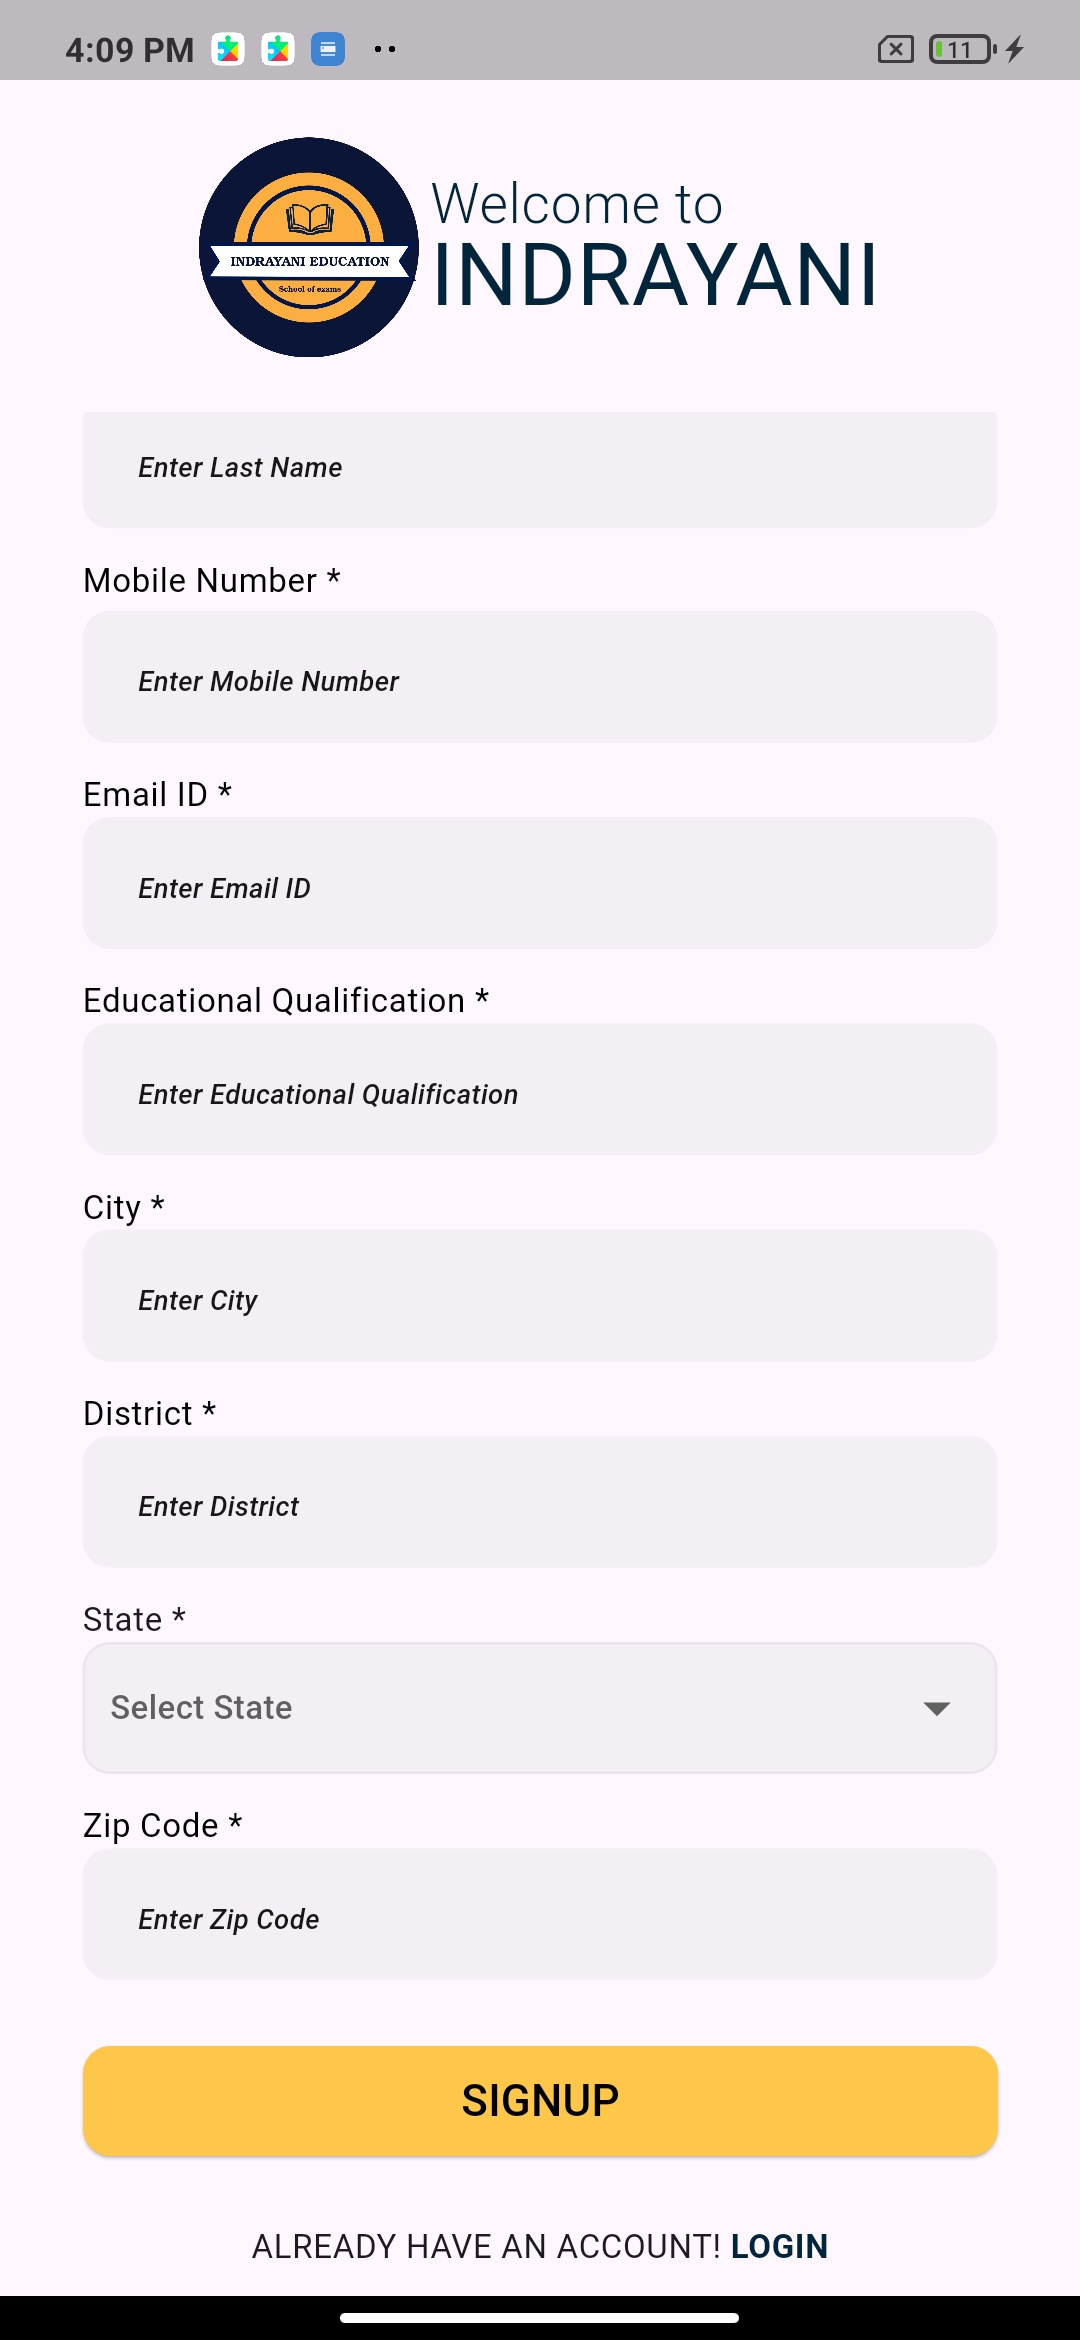 4:09 PM
11
INDRAYANI EDUCATION
School of exams
Welcome to
INDRAYANI
Enter Last Name
Mobile Number *
Enter Mobile Number
Email ID *
Enter Email ID
Educational Qualification *
Enter Educational Qualification
City *
Enter City
District *
Enter District
State *
Select State
Zip Code *
Enter Zip Code
SIGNUP
ALREADY HAVE AN ACCOUNT! LOGIN